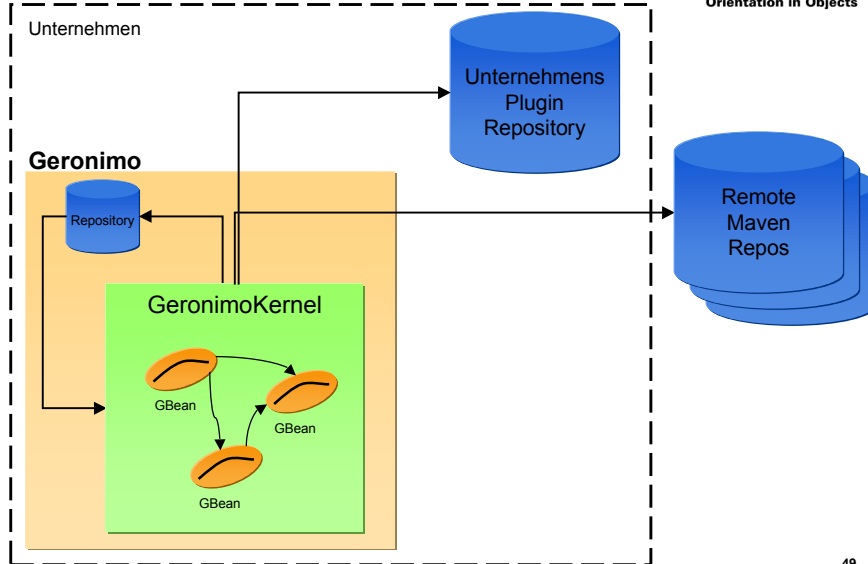 Orientation in Objects
Unternehmen
Unternehmens
Plugin
Repository
Geronimo
Repository
Remote
Maven
Repos
GeronimoKernel
GBean
GBean
GBean
49